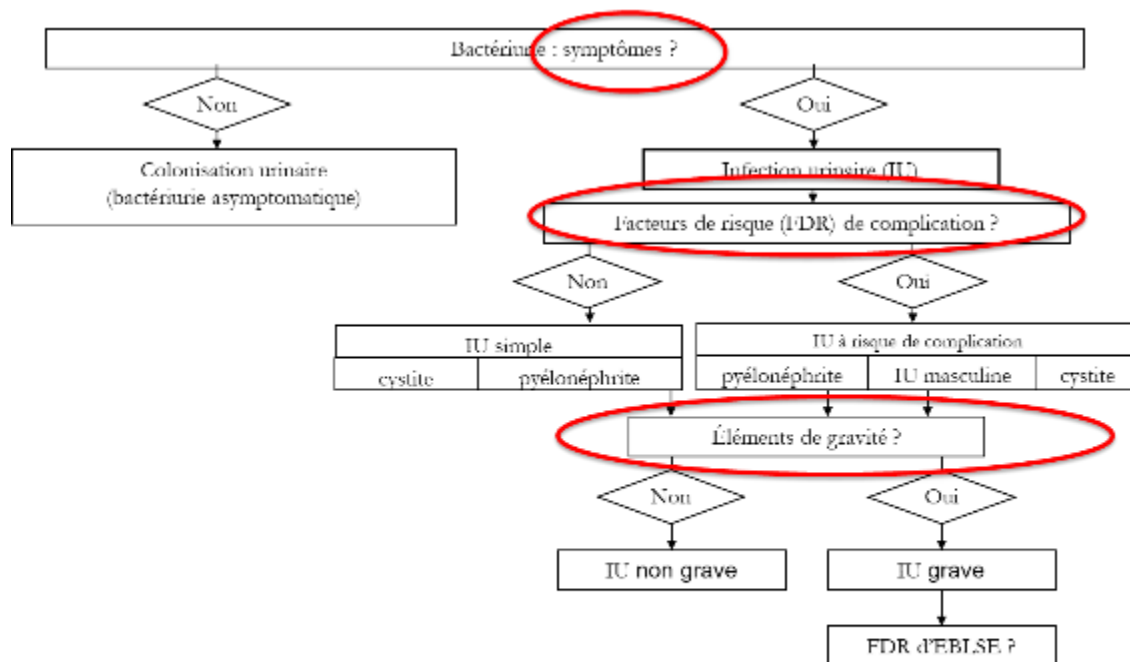 Bactériurie : symptômes ?
Non
Oui
Colonisation urinaire
(bactériurie asymptomatique)
Infection urinaire (IU)
Facteurs de risque (FDR) de complication ?
Non
Oui
IU simple
cystite
pyélonéphrite
IU à risque de complication
pyélonéphrite
IU masculine
cystite
Éléments de gravité ?
Non
Oui
IU non grave
IU grave
FDR d'EBLSE ?